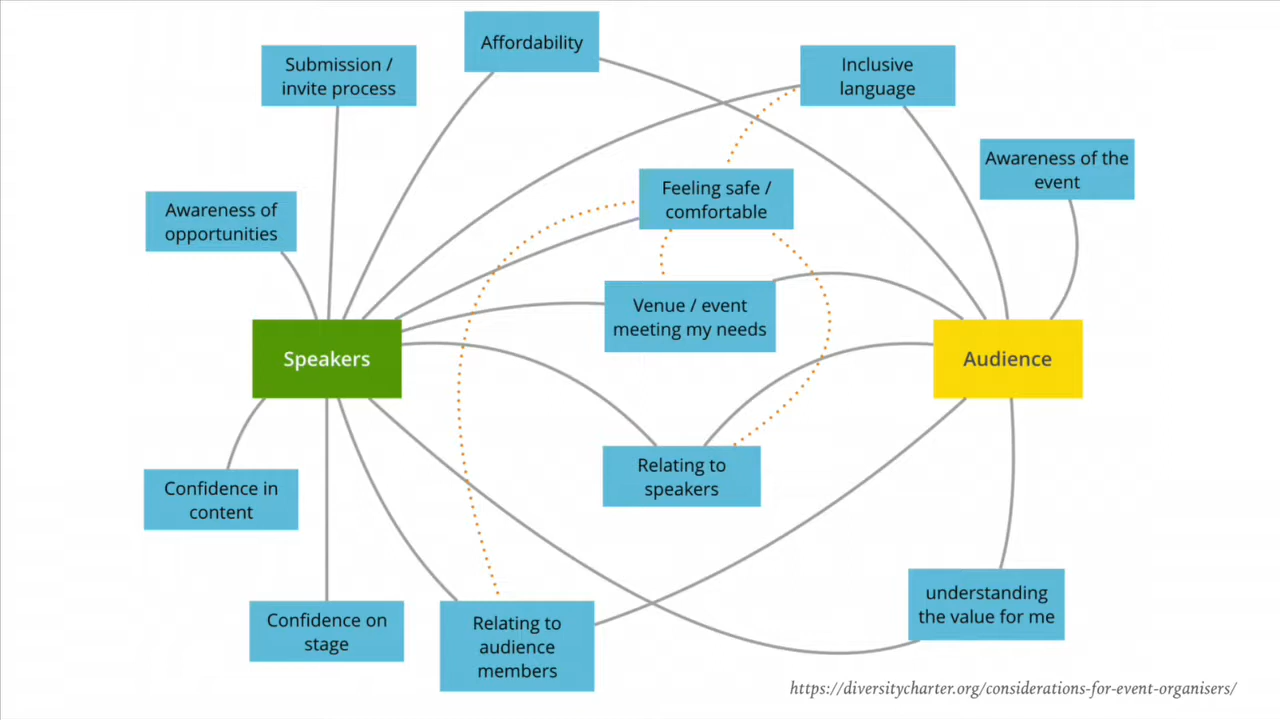 Affordability
Submission /
invite process
Inclusive
language
Awareness of the
event
Feeling safe /
comfortable
Awareness of
opportunities
Venue / event
meeting my needs
Speakers
Audience
Relating to
speakers
Confidence in
content
understanding
the value for me
Confidence on
stage
Relating to
audience
members
https://diversitycharter.org/considerations-for-event-organisers/